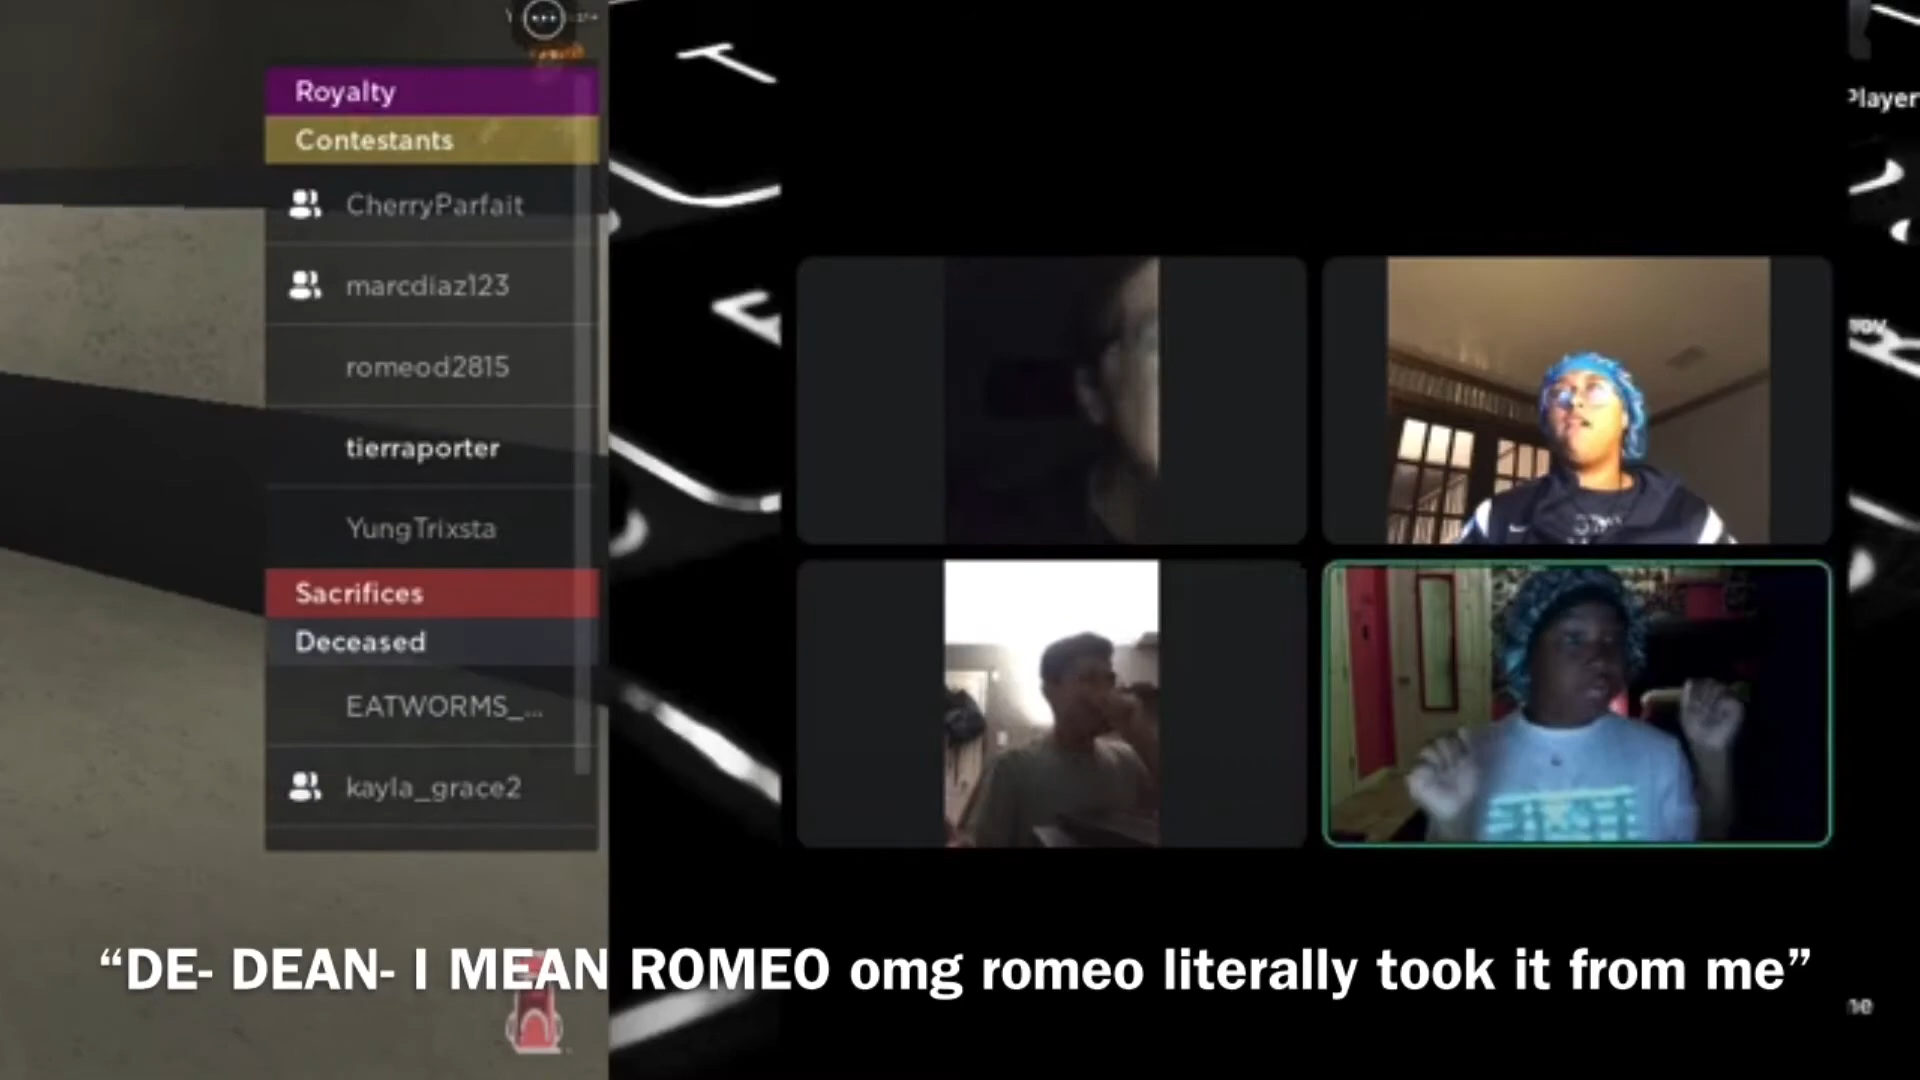 Royalty
Contestants
CherryParfait
marcdiaz123
romeod2815
tierraporter
YungTrixsta
Sacrifices
Deceased
EATWORMS_...
kayla_grace2
Player
“DE- DEAN- I MEAN ROMEO omg romeo literally took it from me”